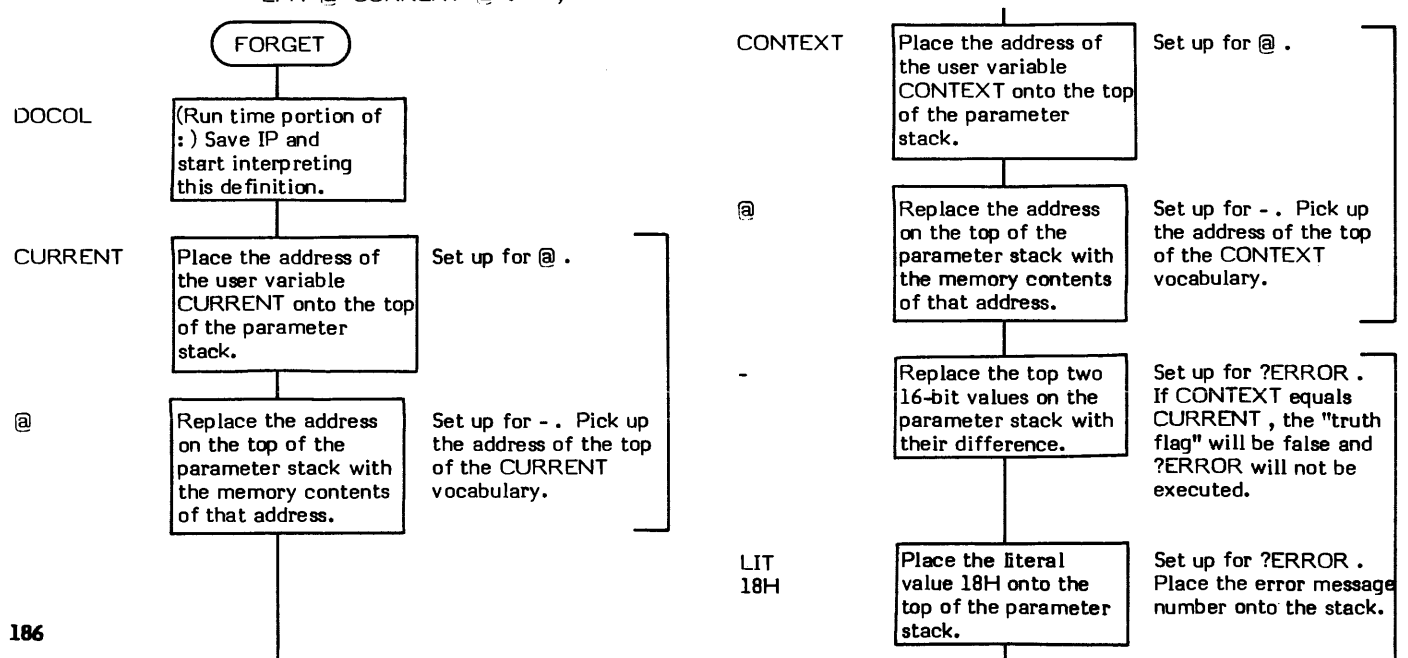 FORGET
DOCOL
(Run time portion of
: ) Save IP and
start interpreting
this definition.
CURRENT
Place the address of
the user variable
CURRENT onto the top
of the parameter
stack.
Set up for @ .
@
Replace the address
on the top of the
parameter stack with
the memory contents
of that address.
Set up for - . Pick up
the address of the top
of the CURRENT
vocabulary.
186
CONTEXT
Place the address of
the user variable
CONTEXT onto the top
of the parameter
stack.
Set up for @ .
@
Replace the address
on the top of the
parameter stack with
the memory contents
of that address.
Set up for - . Pick up
the address of the top
of the CONTEXT
vocabulary.
-
Replace the top two
16-bit values on the
parameter stack with
their difference.
Set up for ?ERROR .
If CONTEXT equals
CURRENT , the "truth
flag" will be false and
?ERROR will not be
executed.
LIT
18H
Place the literal
value 18H onto the
top of the parameter
stack.
Set up for ?ERROR .
Place the error message
number onto the stack.